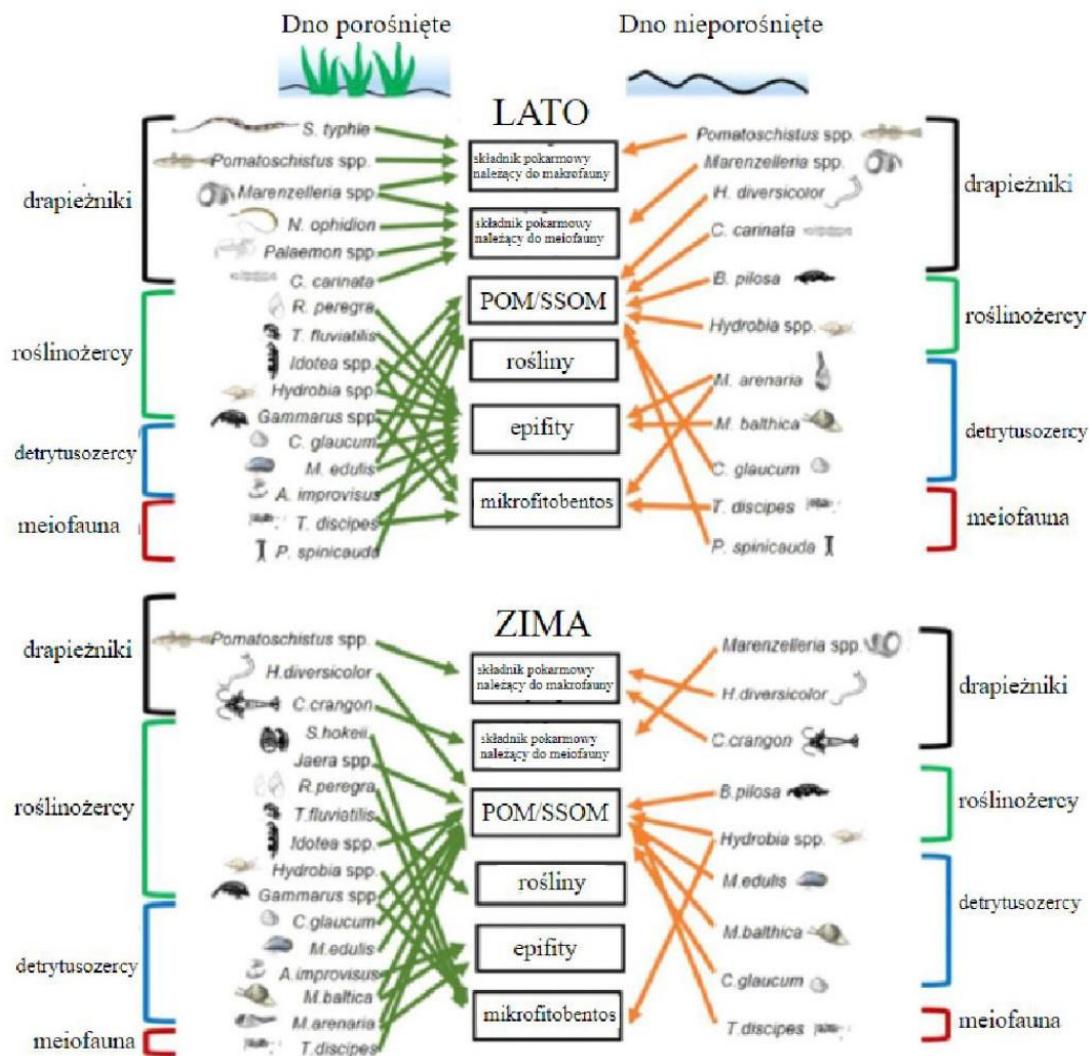 Dno porośnięte
Dno nieporośnięte
LATO
drapieżniki
roślinożercy
detrytusozercy
meiofauna
S. typhle
Pomatoschistus spp.
Marenzelleria spp
N. ophidion
Palaemon spp
C. carinata
R. peregra
T. fluviatilis
Idotea spp.
Hydrobia spp
Gammarus spp
C. glaucum
M. edulis
A. improvisus
T. discipes
P. spinicauda
składnik pokarmowy
należący do makrofauny
składnik pokarmowy
należący do meiofauny
POM/SSOM
rośliny
epifity
mikrofitobentos
Pomatoschistus spp.
Marenzelleria spp.
H. diversicolor
C. carinata
B. pilosa
Hydrobia spp.
M. arenaria
M. balthica
C. glaucum
T. discipes
P. spinicauda
drapieżniki
roślinożercy
detrytusozercy
meiofauna
ZIMA
drapieżniki
roślinożercy
detrytusozercy
meiofauna
Pomatoschistus spp.
H.diversicolor
C.crangon
S.hokeii
Jaera spp.
R.peregra
T.fluviatilis
Idotea spp.
Hydrobia spp
Gammarus spp
C.glaucum
M.edulis
A.improvisus
M.baltica
M.arenaria
T.discipes
składnik pokarmowy
należący do makrofauny
składnik pokarmowy
należący do meiofauny
POM/SSOM
rośliny
epifity
mikrofitobentos
Marenzelleria spp.
H.diversicolor
C.crangon
B.pilosa
Hydrobia spp.
M.edulis
M.balthica
C.glaucum
T.discipes
drapieżniki
roślinożercy
detrytusozercy
meiofauna